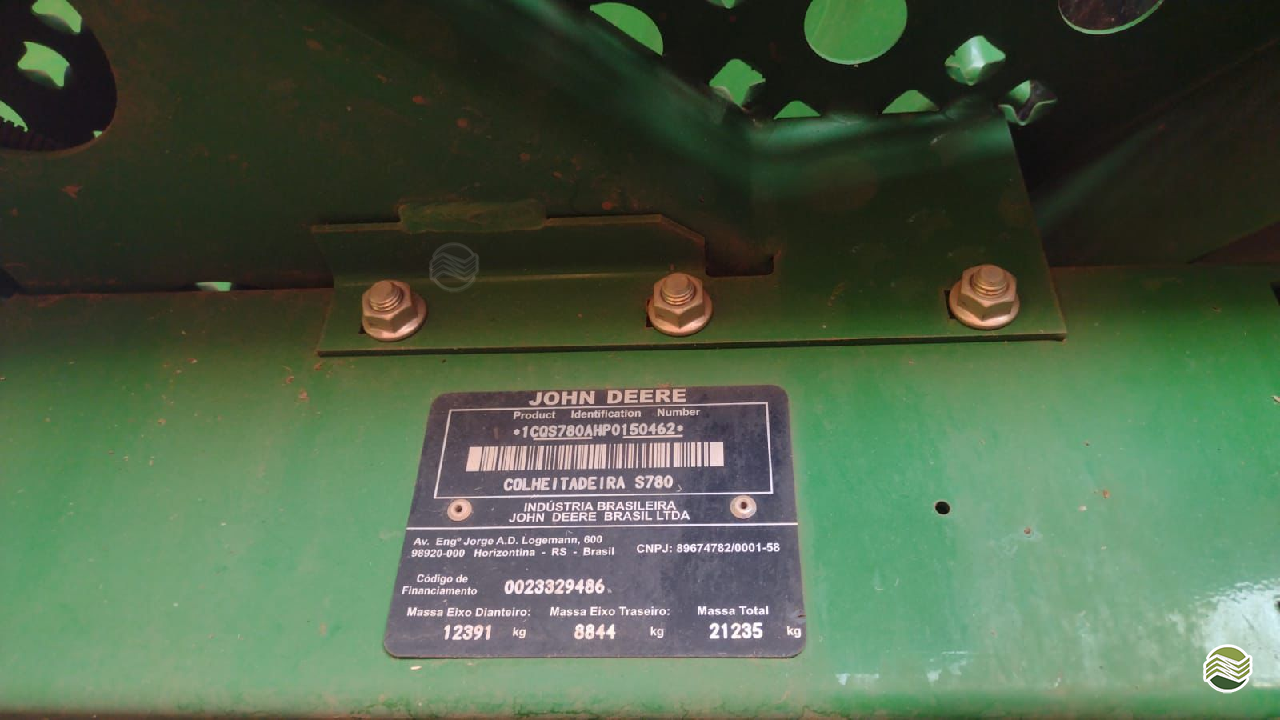 JOHN DEERE
Product Identification Number
*1CQS780AHP0150462*
COLHEITADEIRA S780
INDÚSTRIA BRASILEIRA
JOHN DEERE BRASIL LTDA
Av. Engº Jorge A.D. Logemann, 600
98920-000 Horizontina - RS - Brasil
CNPJ: 89674782/0001-58
Código de
Financiamento 0023329486
Massa Eixo Dianteiro: Massa Eixo Traseiro: Massa Total
12391 kg 8844 kg 21235 kg